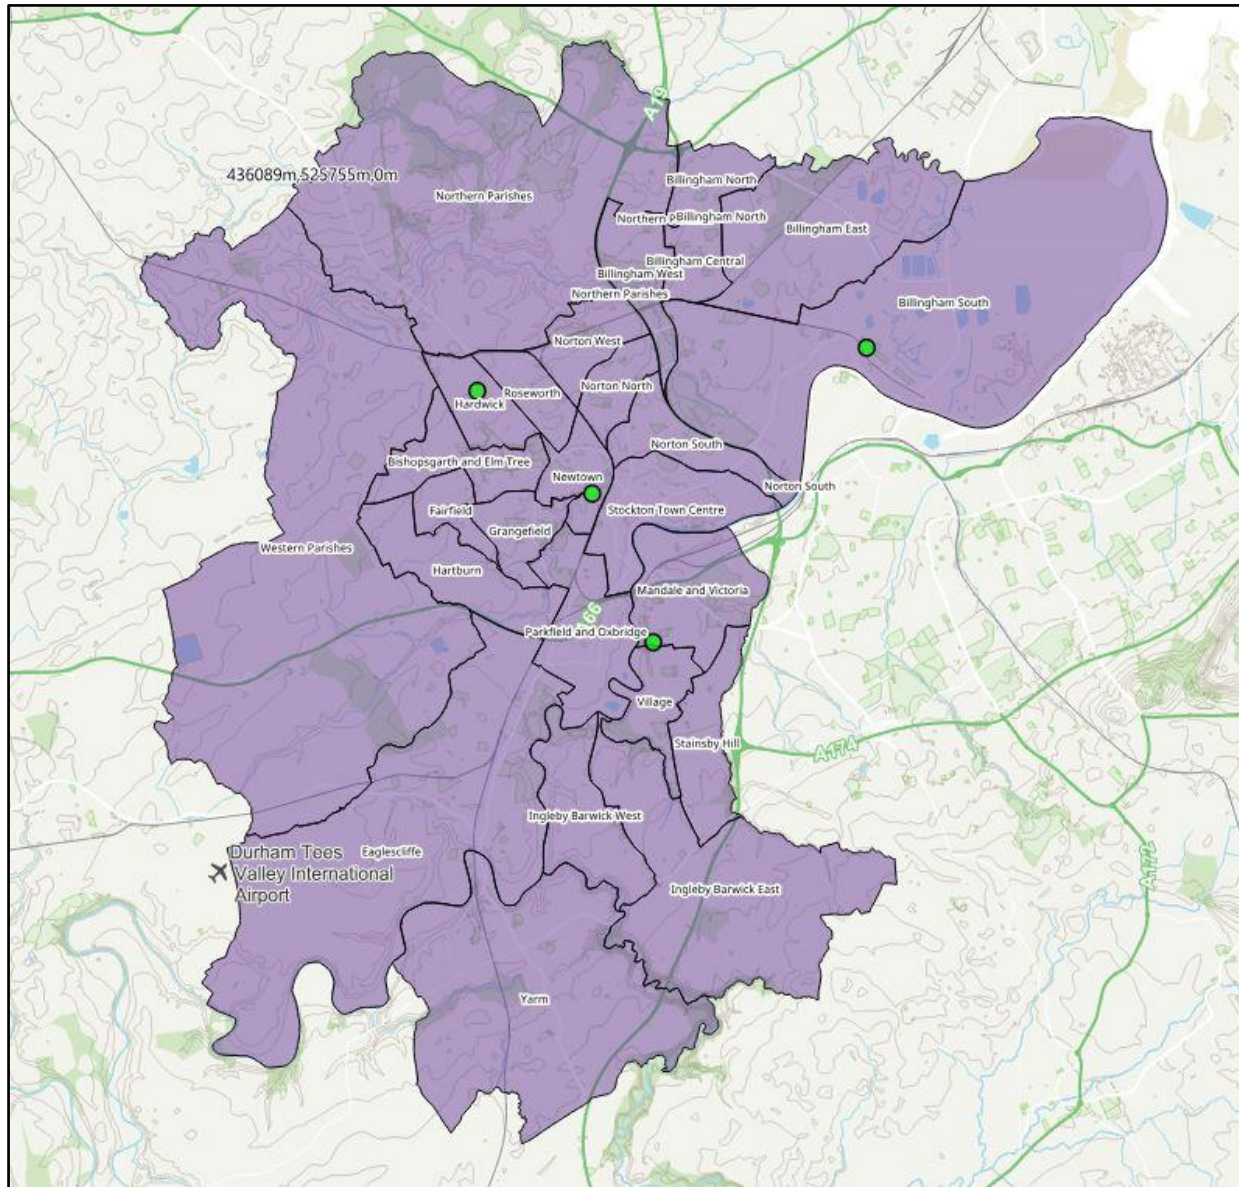 A19
436089m,525755m,0m
Northern Parishes
Billingham North
Northern P
Billingham North
Billingham East
Billingham Central
Billingham West
Northern Parishes
Billingham South
Norton West
Norton North
Roseworth
Hardwick
Norton South
Bishopsgarth and Elm Tree
Newtown
Norton South
Fairfield
Stockton Town Centre
Grangefield
Western Parishes
Hartburn
Mandale and Victoria
A66
Parkfield and Oxbridge
Village
Stainsby Hill
A174
Ingleby Barwick West
Eaglescliffe
Durham Tees
Valley International
Airport
A172
Ingleby Barwick East
Yarm